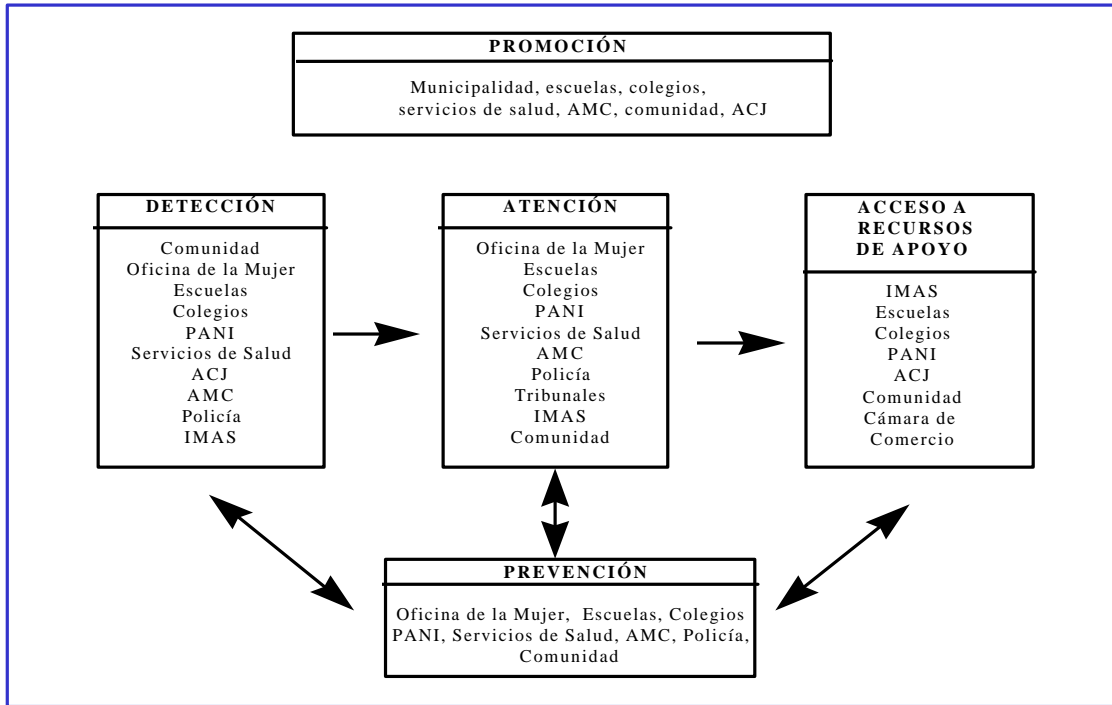 PROMOCIÓN
Municipalidad, escuelas, colegios,
servicios de salud, AMC, comunidad, ACJ
DETECCIÓN
Comunidad
Oficina de la Mujer
Escuelas
Colegios
PANI
Servicios de Salud
ACJ
AMC
Policía
IMAS
ATENCIÓN
Oficina de la Mujer
Escuelas
Colegios
PANI
Servicios de Salud
AMC
Policía
Tribunales
IMAS
Comunidad
ACCESO A
RECURSOS
DE APOYO
IMAS
Escuelas
Colegios
PANI
ACJ
Comunidad
Cámara de
Comercio
PREVENCIÓN
Oficina de la Mujer, Escuelas, Colegios
PANI, Servicios de Salud, AMC, Policía,
Comunidad